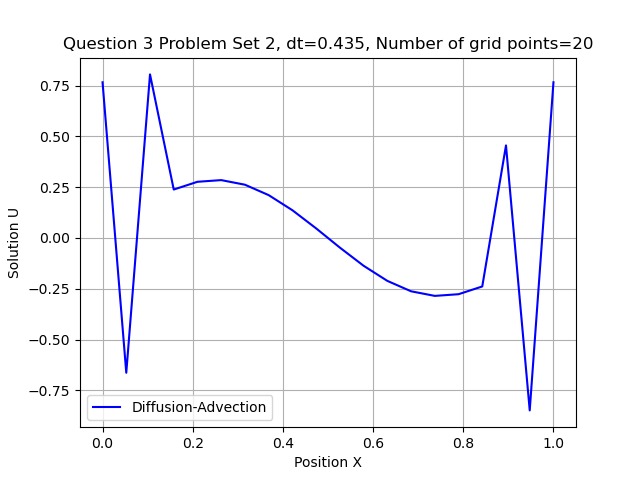 Question 3 Problem Set 2, dt=0.435, Number of grid points=20
Solution U
0.75
0.50
0.25
0.00
−0.25
−0.50
−0.75
Diffusion-Advection
0.0 0.2 0.4 0.6 0.8 1.0
Position X